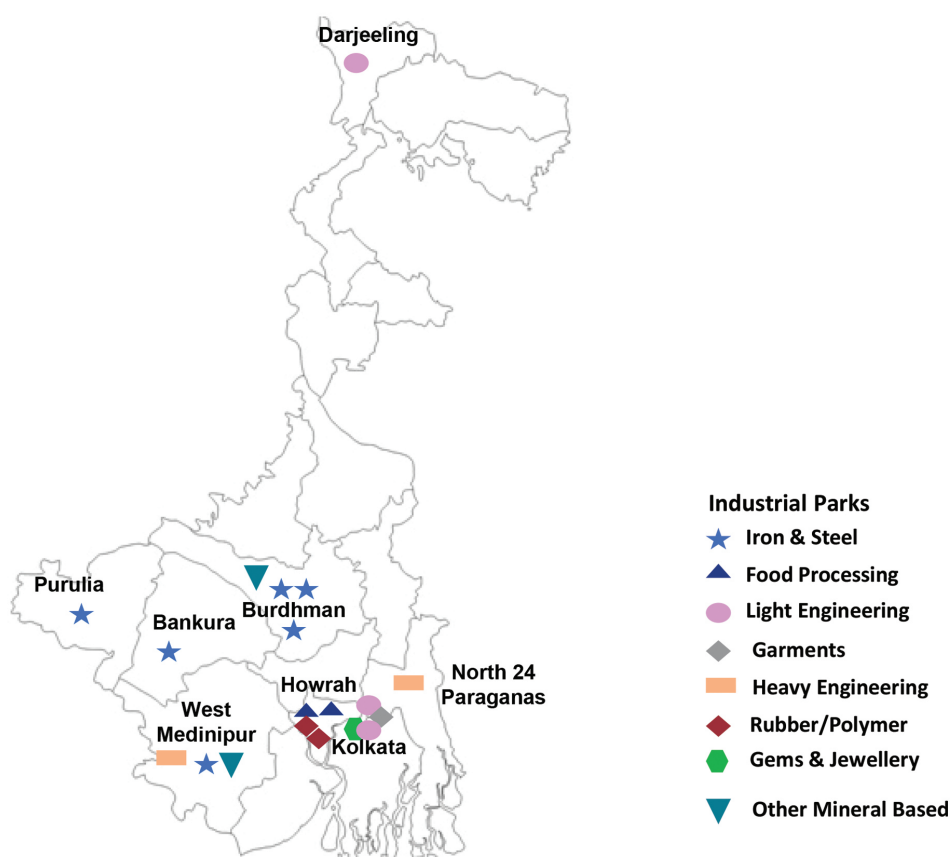 Darjeeling
Industrial Parks
Iron & Steel
Food Processing
Light Engineering
Garments
Heavy Engineering
Rubber/Polymer
Gems & Jewellery
Other Mineral Based
Purulia
Bankura
Burdhman
Howrah
North 24
Paraganas
West
Medinipur
Kolkata